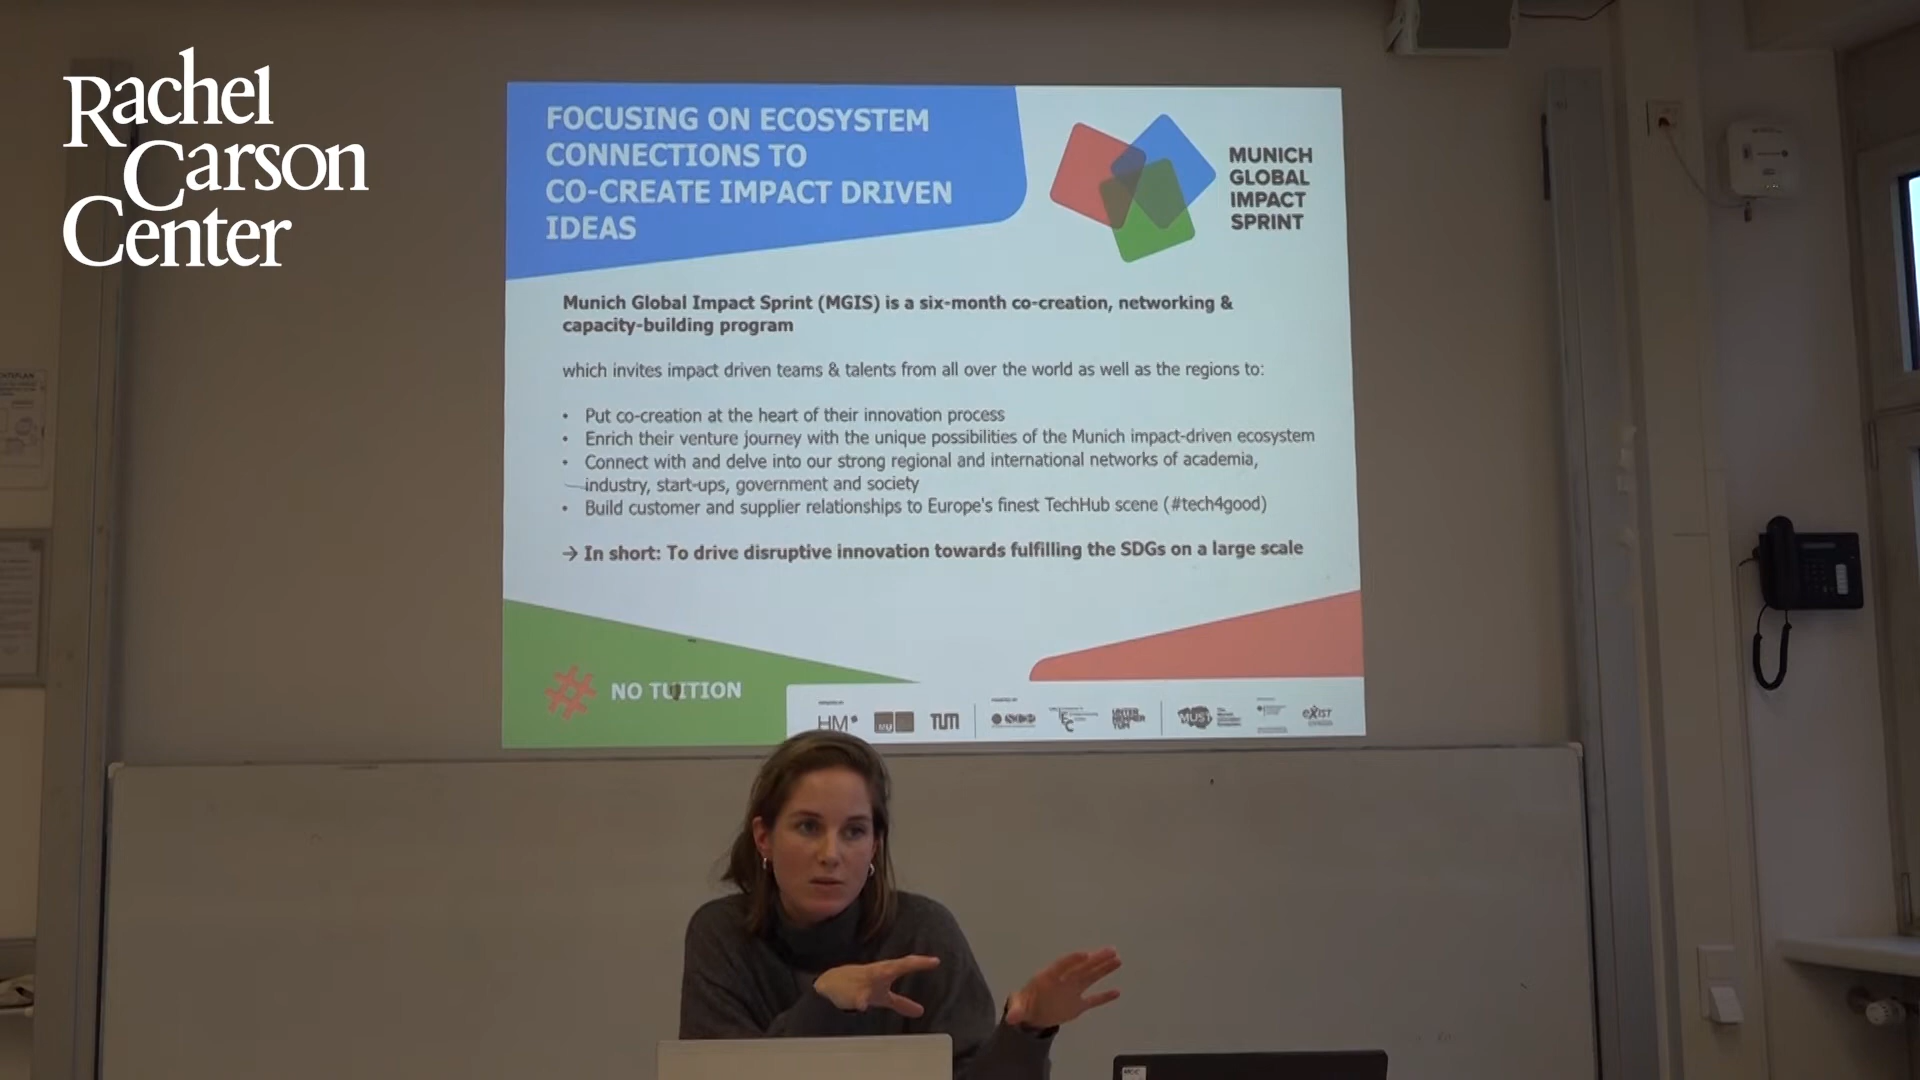 Rachel
Carson
Center
FOCUSING ON ECOSYSTEM
CONNECTIONS TO
CO-CREATE IMPACT DRIVEN
IDEAS
MUNICH
GLOBAL
IMPACT
SPRINT
Munich Global Impact Sprint (MGIS) is a six-month co-creation, networking &
capacity-building program
which invites impact driven teams & talents from all over the world as well as the regions to:
• Put co-creation at the heart of their innovation process
• Enrich their venture journey with the unique possibilities of the Munich impact-driven ecosystem
• Connect with and delve into our strong regional and international networks of academia,
industry, start-ups, government and society
• Build customer and supplier relationships to Europe's finest TechHub scene (#tech4good)
→ In short: To drive disruptive innovation towards fulfilling the SDGs on a large scale
# NO TUITION
HM TUM
UNTER
NEHMER
TUM
MUST
eXIST